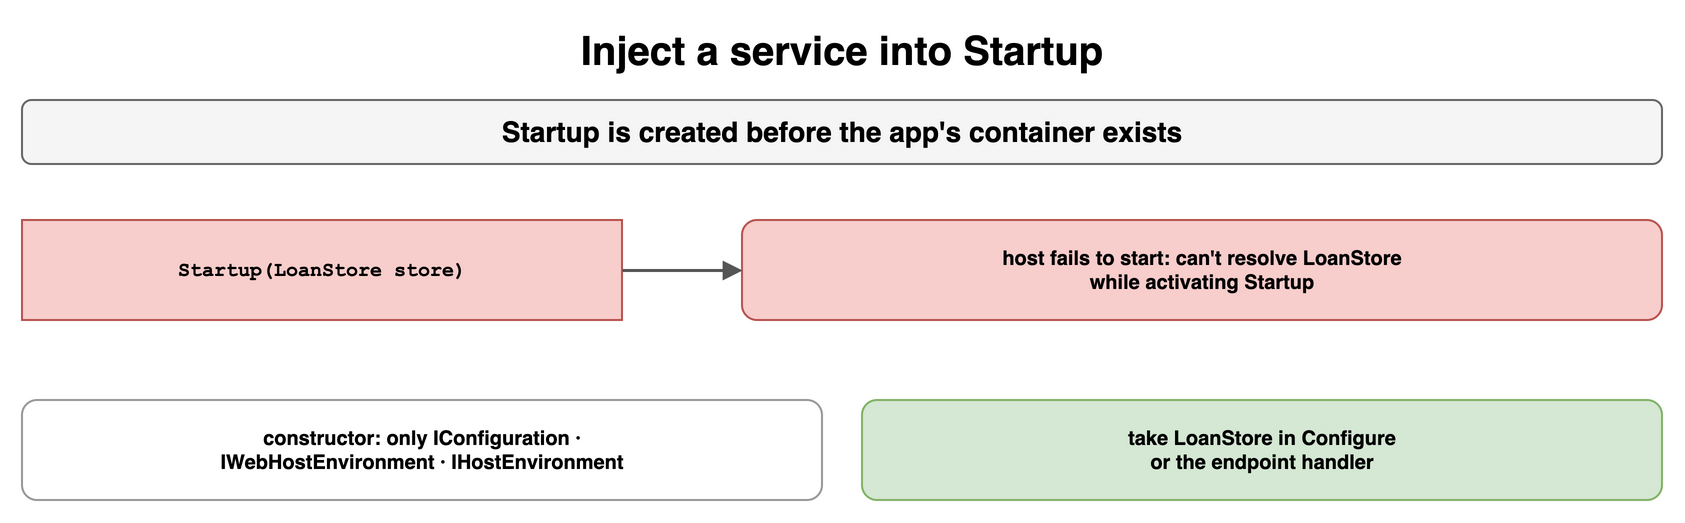 Inject a service into Startup
Startup is created before the app's container exists
Startup(LoanStore store)
host fails to start: can't resolve LoanStore
while activating Startup
constructor: only IConfiguration ·
IWebHostEnvironment · IHostEnvironment
take LoanStore in Configure
or the endpoint handler